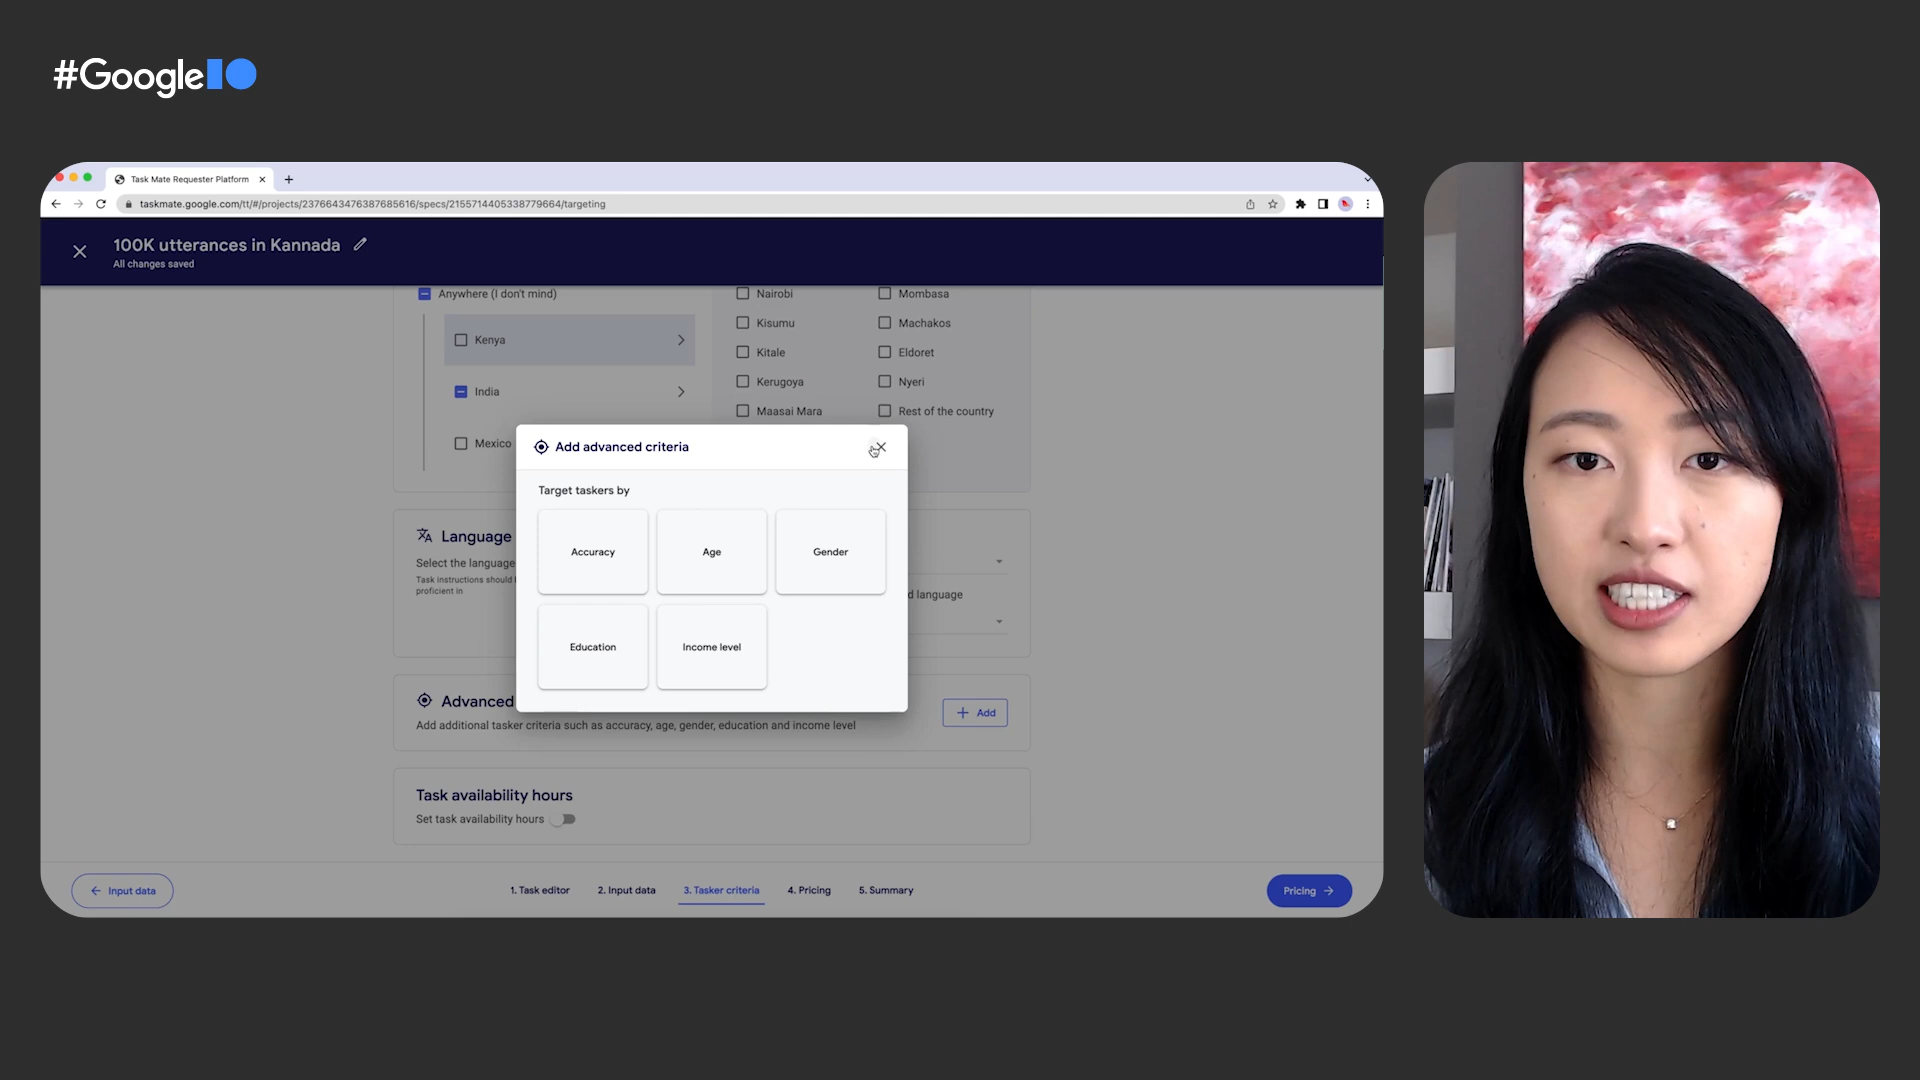 #GoogleIO
Task Mate Requester Platform
taskmate.google.com/tt/#/projects/2376643476387685616/specs/2155714405338779664/targeting
100K utterances in Kannada
All changes saved
Anywhere (I don't mind)
Nairobi
Mombasa
Kenya
Kisumu
Machakos
Kitale
Eldoret
India
Kerugoya
Nyeri
Maasai Mara
Rest of the country
Mexico
Add advanced criteria
Target taskers by
Accuracy
Age
Gender
Education
Income level
Language
Select the language
Task instructions should
proficient in
d language
Advanced
Add additional tasker criteria such as accuracy, age, gender, education and income level
+ Add
Task availability hours
Set task availability hours
← Input data
1. Task editor
2. Input data
3. Tasker criteria
4. Pricing
5. Summary
Pricing →